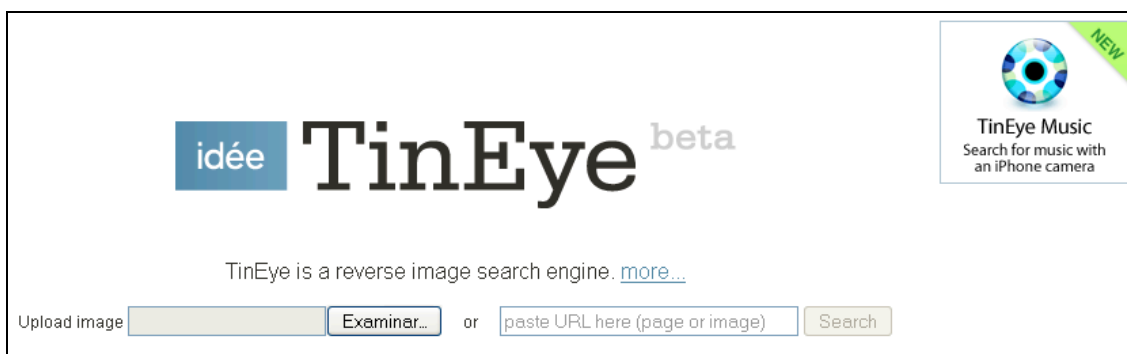 NEW
TinEye Music
Search for music with
an iPhone camera
idée TinEye beta
TinEye is a reverse image search engine. more...
Upload image Examinar... or paste URL here (page or image) Search